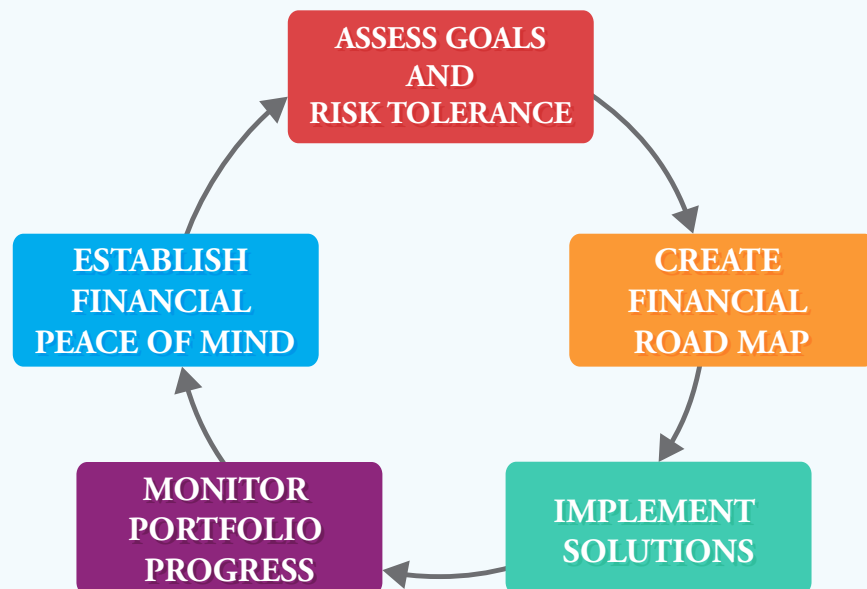 ASSESS GOALS
AND
RISK TOLERANCE
CREATE
FINANCIAL
ROAD MAP
IMPLEMENT
SOLUTIONS
MONITOR
PORTFOLIO
PROGRESS
ESTABLISH
FINANCIAL
PEACE OF MIND